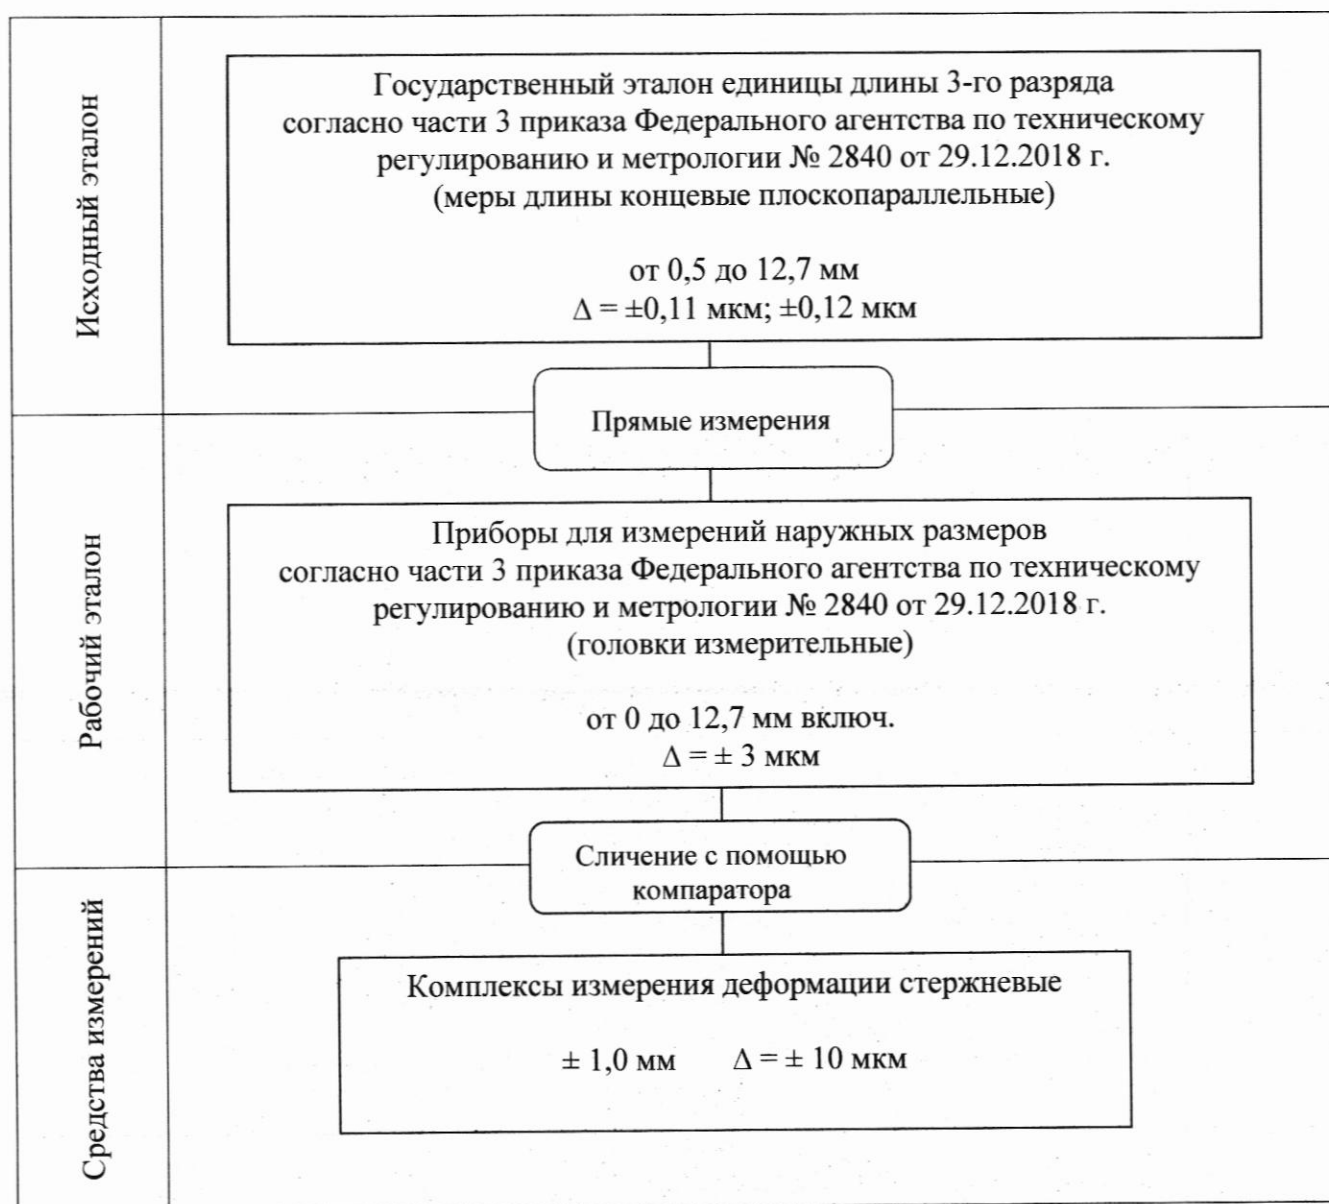 Исходный эталон
Государственный эталон единицы длины 3-го разряда
согласно части 3 приказа Федерального агентства по техническому
регулированию и метрологии № 2840 от 29.12.2018 г.
(меры длины концевые плоскопараллельные)
от 0,5 до 12,7 мм
Δ = ±0,11 мкм; ±0,12 мкм
Прямые измерения
Рабочий эталон
Приборы для измерений наружных размеров
согласно части 3 приказа Федерального агентства по техническому
регулированию и метрологии № 2840 от 29.12.2018 г.
(головки измерительные)
от 0 до 12,7 мм включ.
Δ = ± 3 мкм
Сличение с помощью
компаратора
Средства измерений
Комплексы измерения деформации стержневые
± 1,0 мм Δ = ± 10 мкм